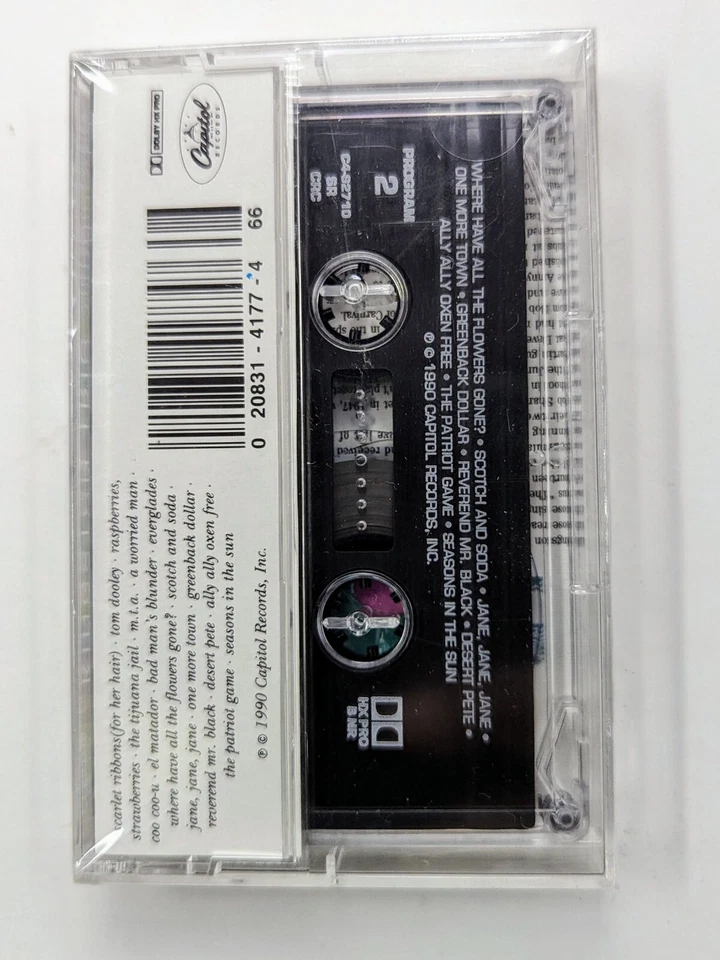 DOLBY HX PRO
Capitol
RECORDS
0 20831 - 4177 - 4 66
scarlet ribbons(for her hair) · tom dooley · raspberries,
strawberries · the tijuana jail · m.t.a. · a worried man ·
coo coo-u · el matador · bad man's blunder · everglades ·
where have all the flowers gone? · scotch and soda ·
jane, jane, jane · one more town · greenback dollar ·
reverend mr. black · desert pete · ally ally oxen free ·
the patriot game · seasons in the sun
℗ © 1990 Capitol Records, Inc.
PROGRAM
2
C4-92710
SR
CRC
WHERE HAVE ALL THE FLOWERS GONE? • SCOTCH AND SODA • JANE, JANE, JANE •
ONE MORE TOWN • GREENBACK DOLLAR • REVEREND MR. BLACK • DESERT PETE •
ALLY ALLY OXEN FREE • THE PATRIOT GAME • SEASONS IN THE SUN
℗ © 1990 CAPITOL RECORDS, INC.
HX PRO
B NR